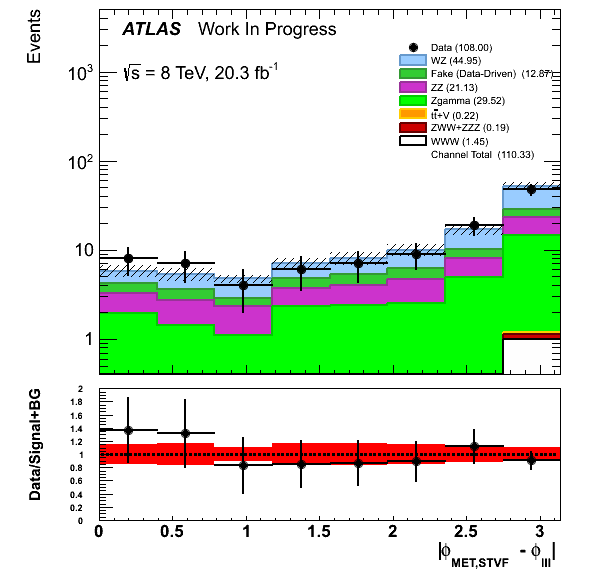 Events
ATLAS Work In Progress
√s = 8 TeV, 20.3 fb⁻¹
Data (108.00)
WZ (44.95)
Fake (Data-Driven) (12.87)
ZZ (21.13)
Zgamma (29.52)
tt̄+V (0.22)
ZWW+ZZZ (0.19)
WWW (1.45)
Channel Total (110.33)
10³
10²
10
1
Data/Signal+BG
2
1.8
1.6
1.4
1.2
1
0.8
0.6
0.4
0.2
0
0 0.5 1 1.5 2 2.5 3
|ϕ_MET,STVF - ϕ_lll|